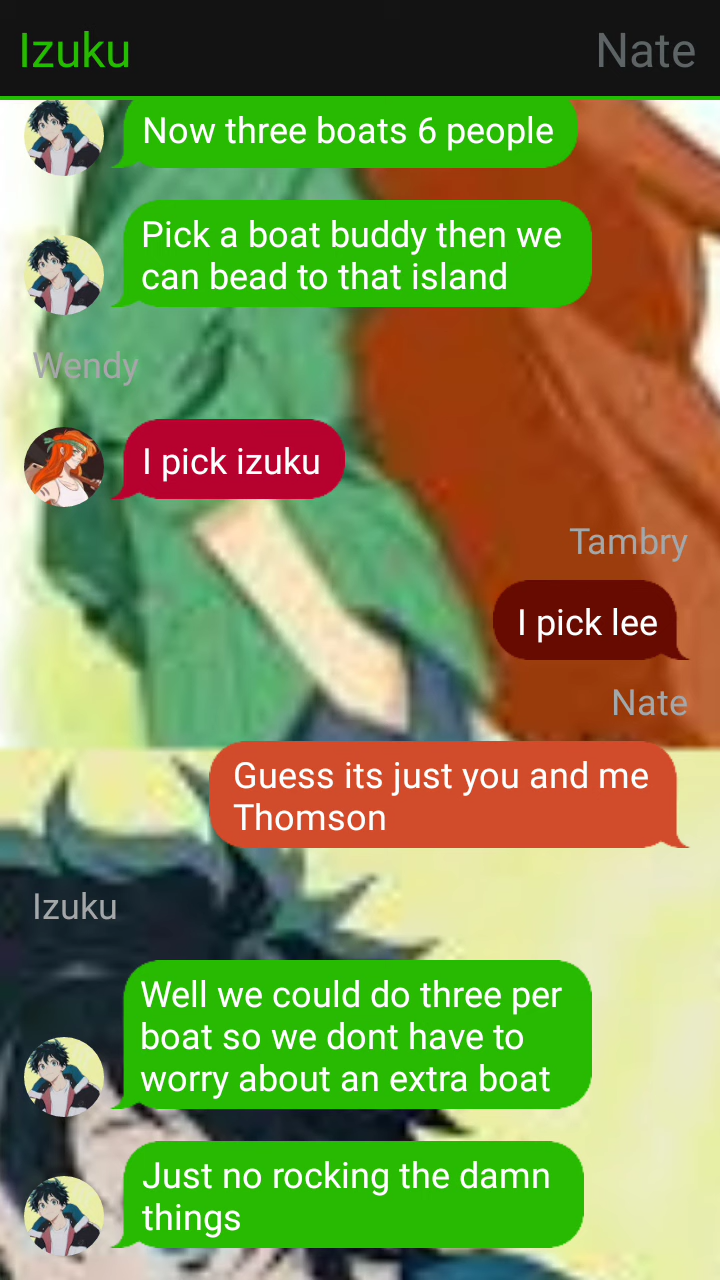 Izuku
Nate
Now three boats 6 people
Pick a boat buddy then we
can bead to that island
Wendy
I pick izuku
Tambry
I pick lee
Nate
Guess its just you and me
Thomson
Izuku
Well we could do three per
boat so we dont have to
worry about an extra boat
Just no rocking the damn
things